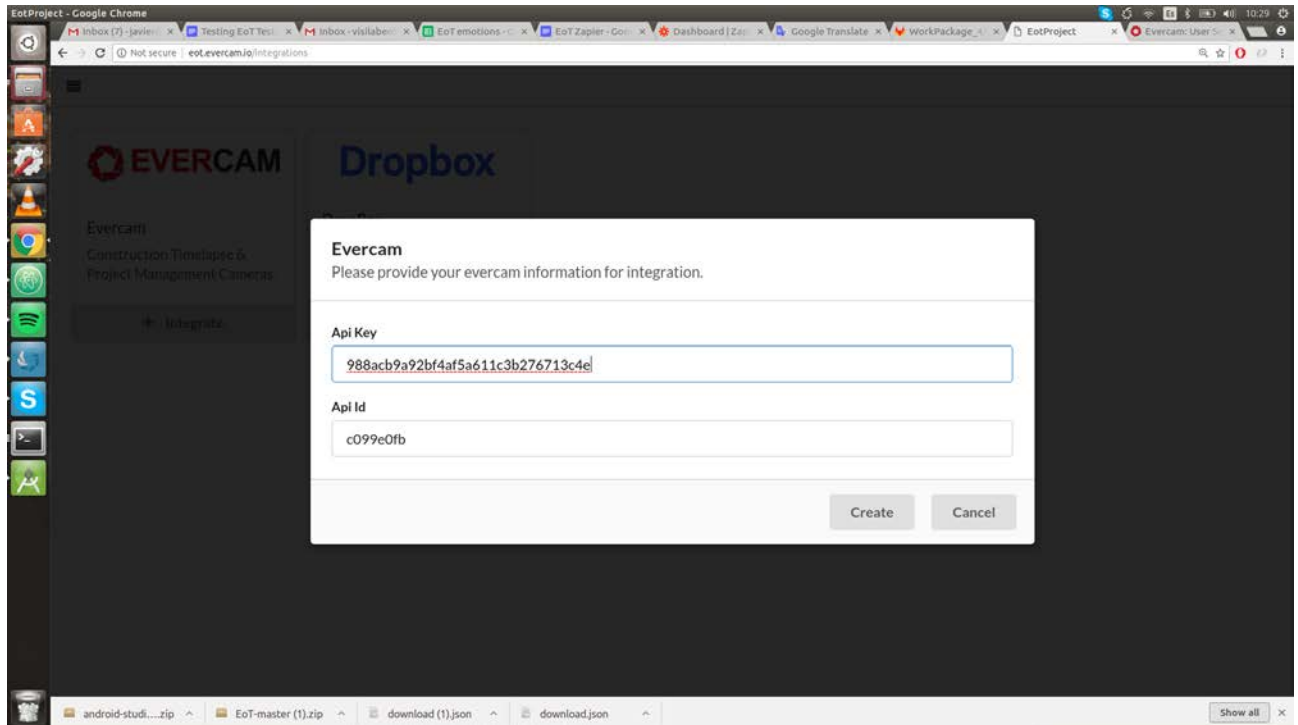 EotProject - Google Chrome
10:29
M Inbox (7) - javier
Testing EoT Test
Inbox - visilaben
EoT emotions - G
EoT Zapier - Goo
Dashboard | Zap
Google Translate
WorkPackage_4
EotProject
Evercam: User Se
Not secure | eot.evercam.io/integrations
EVERCAM
Dropbox
Evercam
Construction Timelapse &
Project Management Cameras
+ Integrate
Evercam
Please provide your evercam information for integration.
Api Key
988acb9a92bf4af5a611c3b276713c4e
Api Id
c099e0fb
Create
Cancel
android-studi....zip
EoT-master (1).zip
download (1).json
download.json
Show all